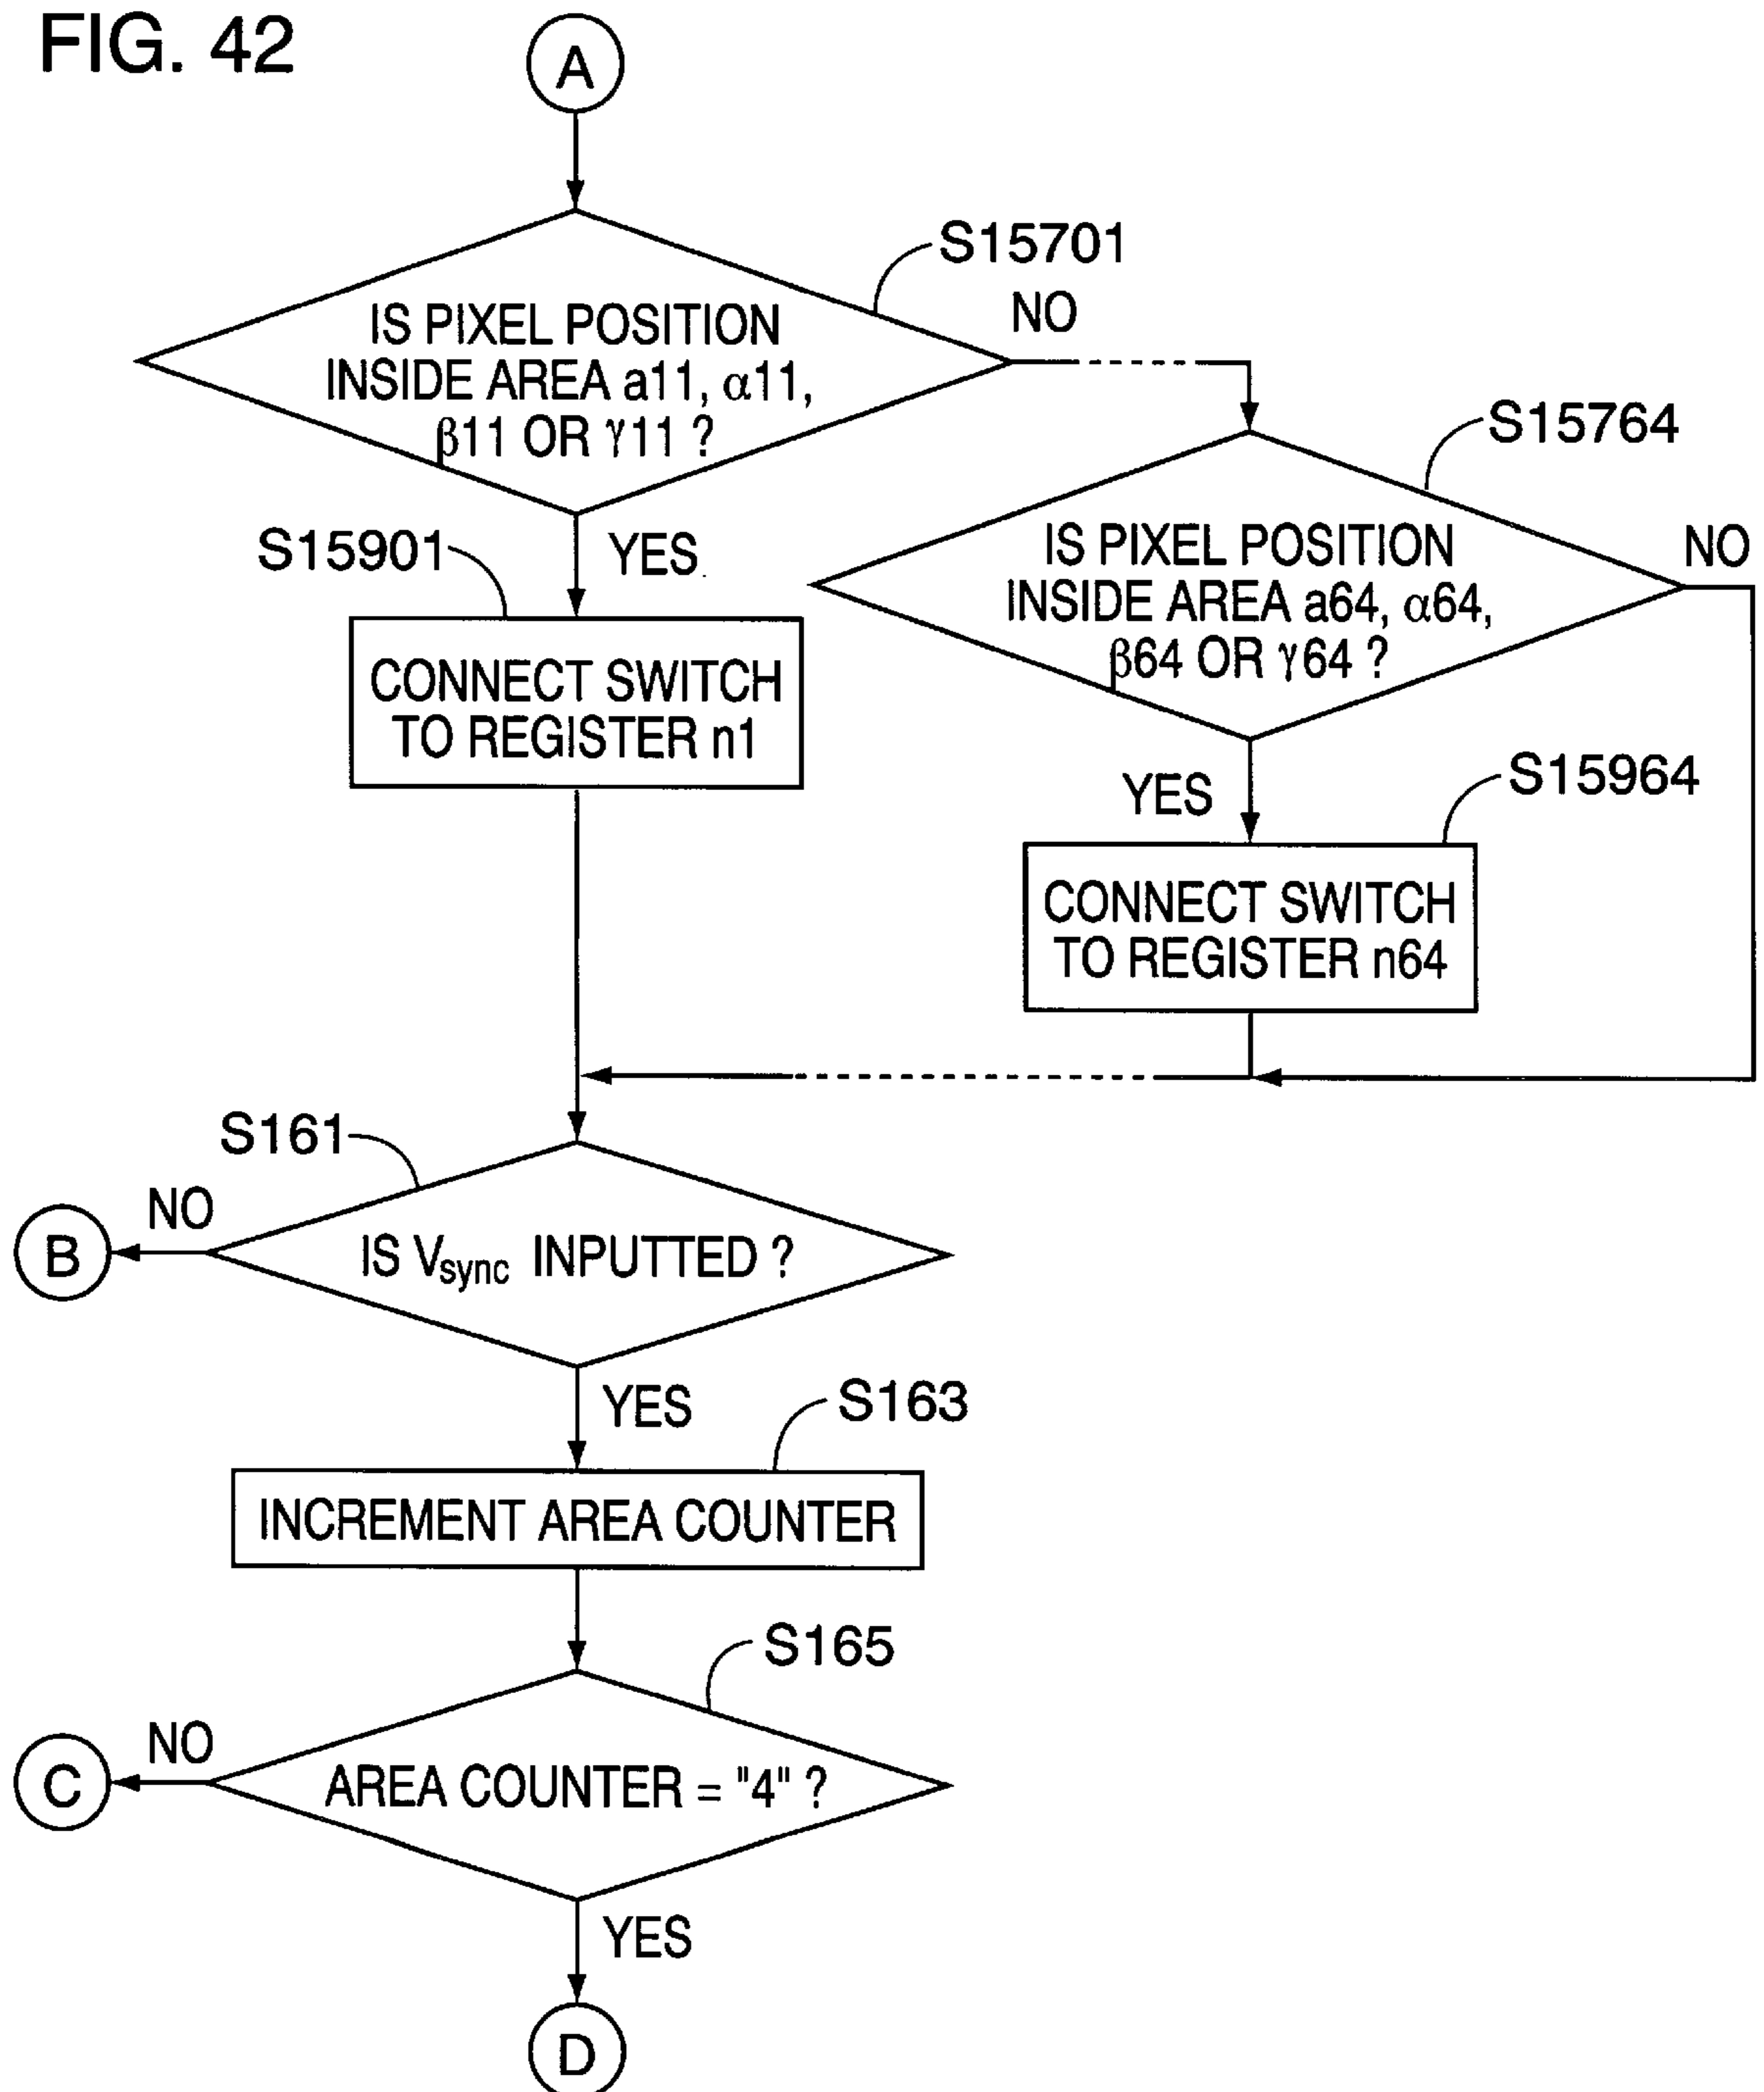 FIG. 42
A
S15701
NO
IS PIXEL POSITION
INSIDE AREA a11, α11,
β11 OR γ11 ?
S15764
S15901
YES
IS PIXEL POSITION
INSIDE AREA a64, α64,
β64 OR γ64 ?
NO
CONNECT SWITCH
TO REGISTER n1
YES
S15964
CONNECT SWITCH
TO REGISTER n64
S161
NO
B
IS Vsync INPUTTED ?
YES
S163
INCREMENT AREA COUNTER
S165
NO
C
AREA COUNTER = "4" ?
YES
D